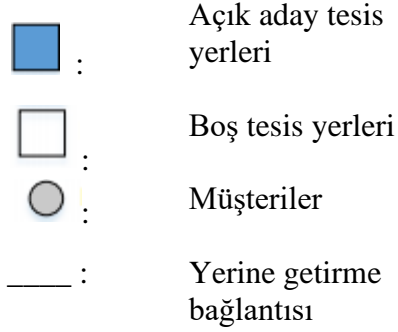 : Açık aday tesis
yerleri
: Boş tesis yerleri
: Müşteriler
____ : Yerine getirme
bağlantısı